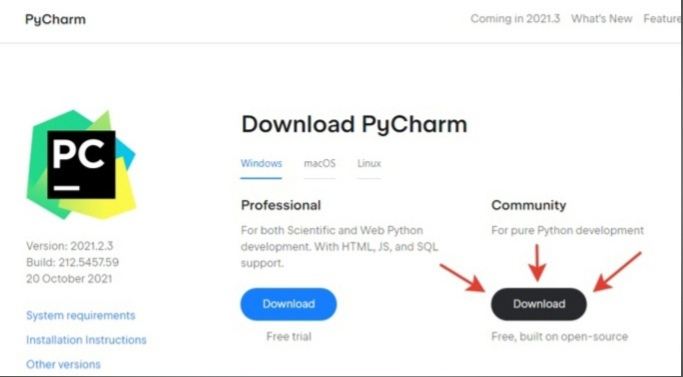 PyCharm
Coming in 2021.3 What's New Feature
PC
Download PyCharm
Windows macOS Linux
Professional
For both Scientific and Web Python
development. With HTML, JS, and SQL
support.
Download
Free trial
Community
For pure Python development
Download
Free, built on open-source
Version: 2021.2.3
Build: 212.5457.59
20 October 2021
System requirements
Installation Instructions
Other versions